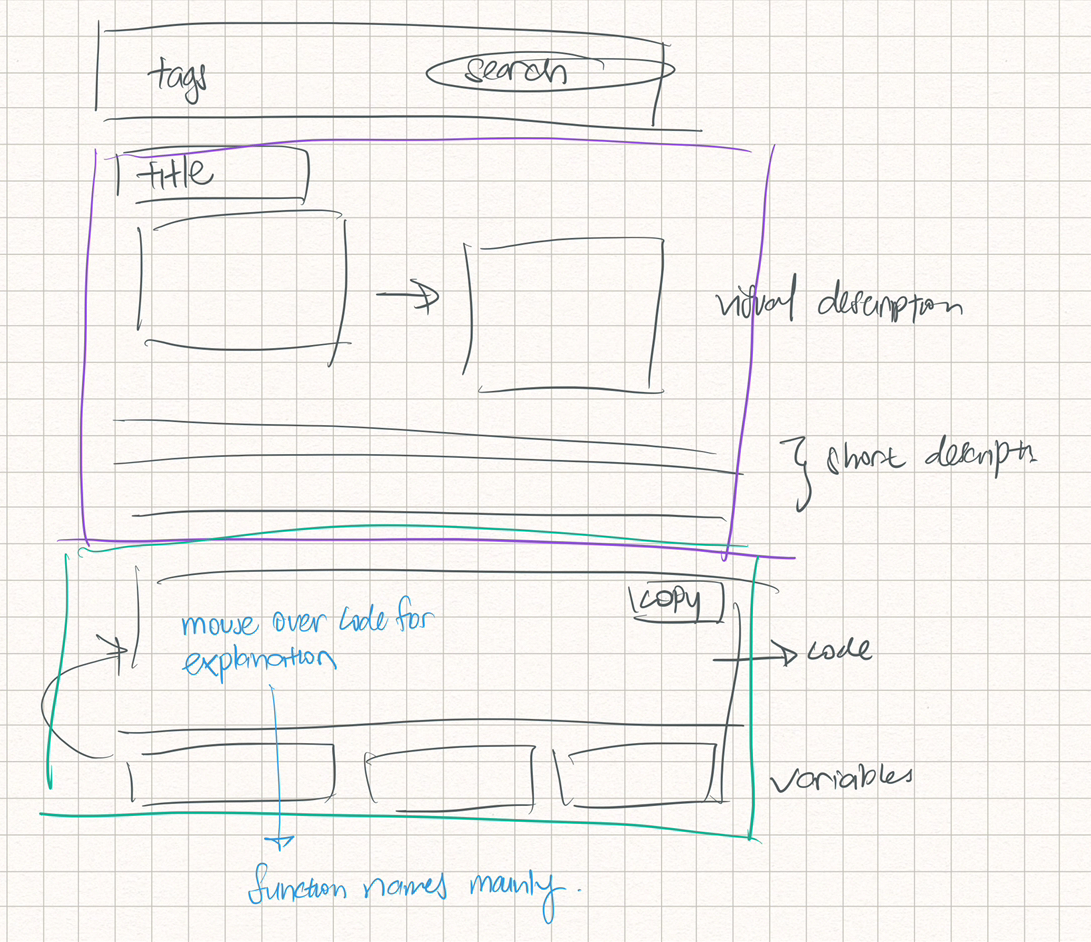 tags
search
title
visual description
short descriptn
copy
mouse over code for
explanation
code
variables
function names mainly.